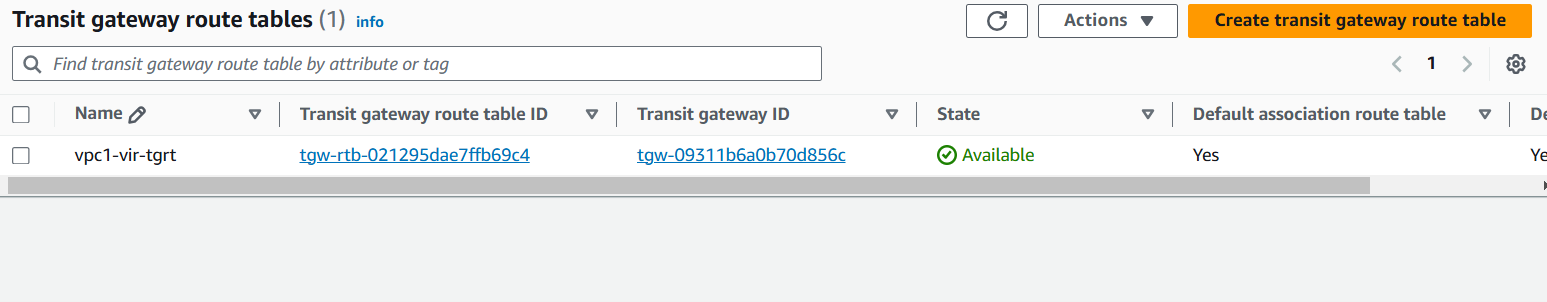 Transit gateway route tables (1) info
Actions
Create transit gateway route table
Find transit gateway route table by attribute or tag
1
Name Transit gateway route table ID Transit gateway ID State Default association route table De
vpc1-vir-tgrt tgw-rtb-021295dae7ffb69c4 tgw-09311b6a0b70d856c Available Yes Ye